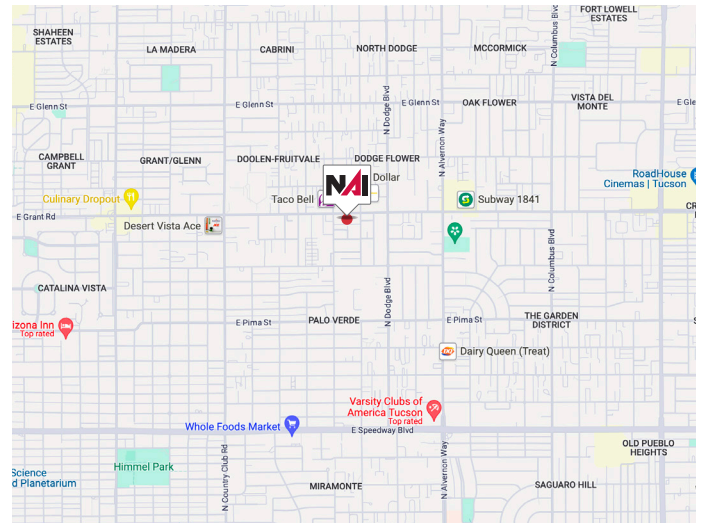 FORT LOWELL
ESTATES
SHAHEEN
ESTATES
LA MADERA
CABRINI
NORTH DODGE
MCCORMICK
N Columbus Blvd
E Glenn St
E Glenn St
E Glenn St
E Gle
N Dodge Blvd
OAK FLOWER
VISTA DEL
MONTE
N Alvernon Way
CAMPBELL
GRANT
GRANT/GLENN
DOOLEN-FRUITVALE
DODGE FLOWER
RoadHouse
Cinemas | Tucson
NAI
Dollar
Culinary Dropout
Taco Bell
Subway 1841
CR
E Grant Rd
Desert Vista Ace
N Columbus Blvd
CATALINA VISTA
N Dodge Blvd
izona Inn
Top rated
E Pima St
PALO VERDE
E Pima St
THE GARDEN
DISTRICT
S
Dairy Queen (Treat)
Varsity Clubs of
America Tucson
Top rated
Whole Foods Market
E Speedway Blvd
OLD PUEBLO
HEIGHTS
N Country Club Rd
N Alvernon Way
Science
d Planetarium
Himmel Park
MIRAMONTE
SAGUARO HILL